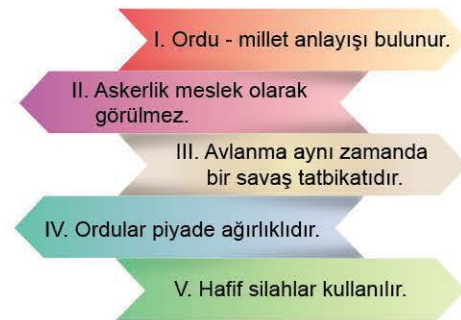 I. Ordu - millet anlayışı bulunur.
II. Askerlik meslek olarak
görülmez.
III. Avlanma aynı zamanda
bir savaş tatbikatıdır.
IV. Ordular piyade ağırlıklıdır.
V. Hafif silahlar kullanılır.